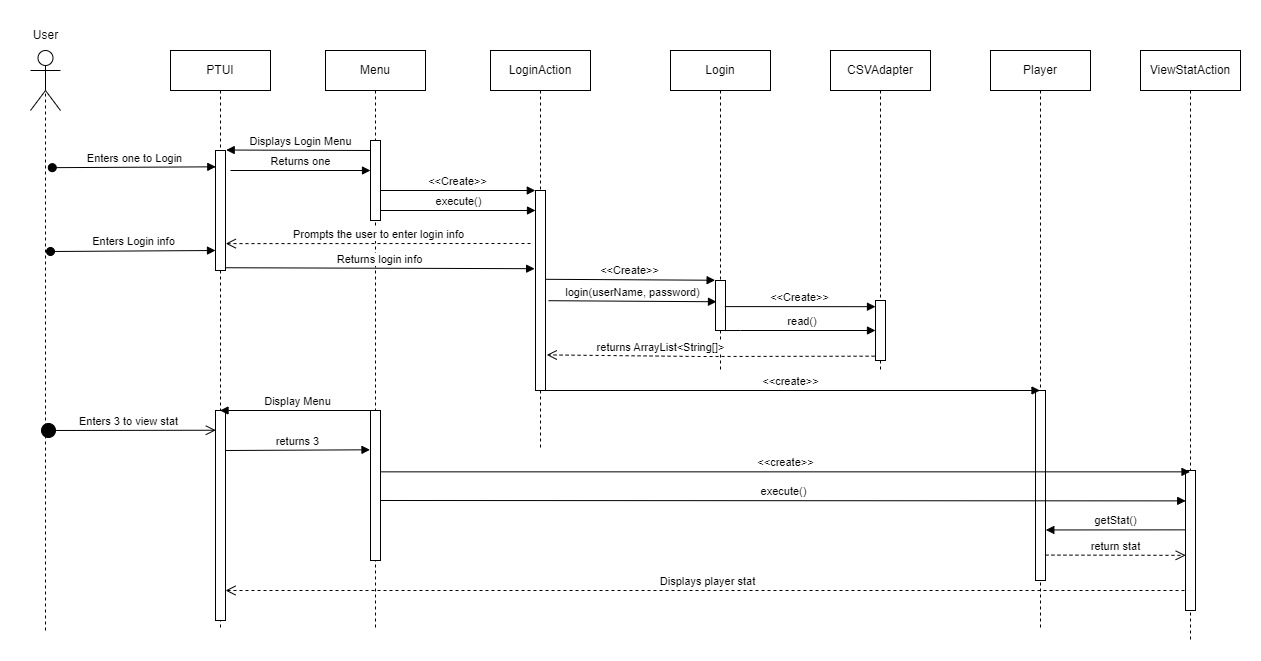 User
PTUI
Menu
LoginAction
Login
CSVAdapter
Player
ViewStatAction
Displays Login Menu
Enters one to Login
Returns one
<<Create>>
execute()
Prompts the user to enter login info
Enters Login info
Returns login info
<<Create>>
login(userName, password)
<<Create>>
read()
returns ArrayList<String[]>
<<create>>
Display Menu
Enters 3 to view stat
returns 3
<<create>>
execute()
getStat()
return stat
Displays player stat